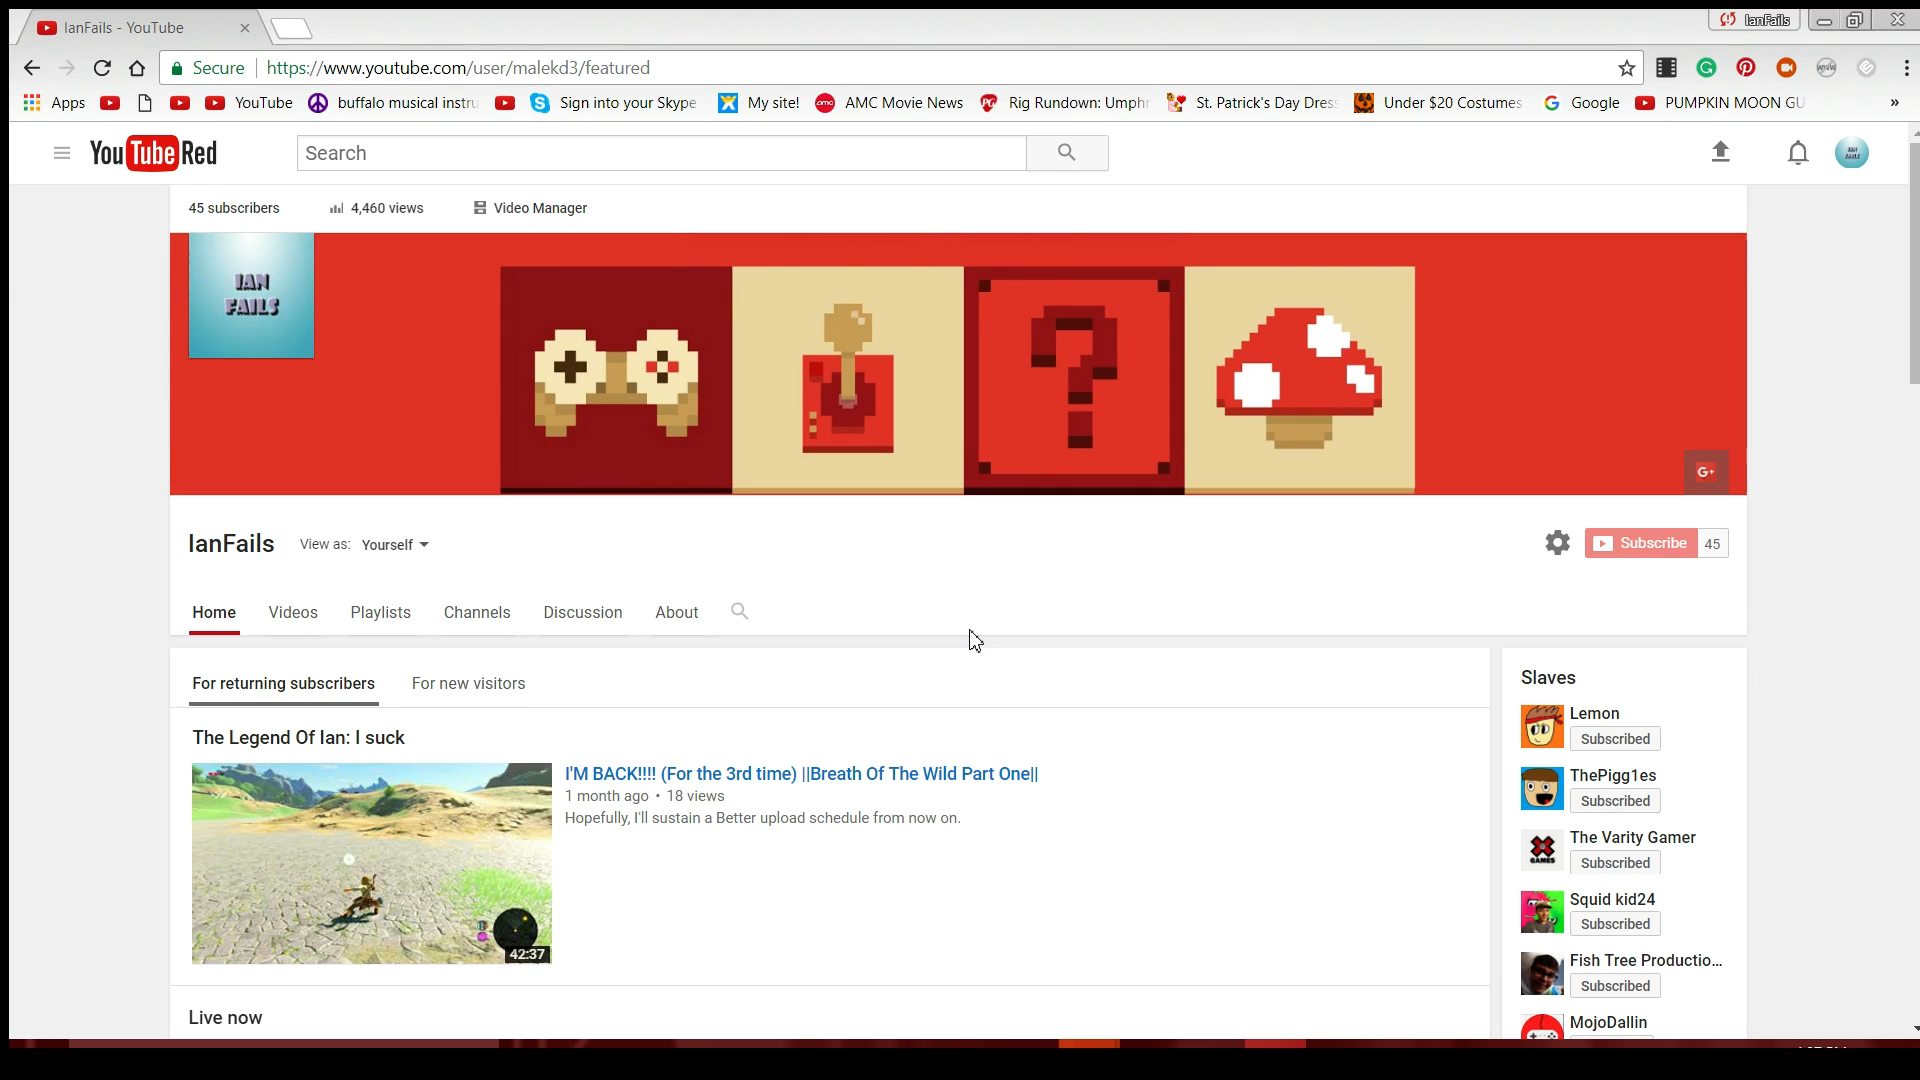 IanFails - YouTube
IanFails
Secure
https://www.youtube.com/user/malekd3/featured
Apps
YouTube
buffalo musical instru
Sign into your Skype
My site!
AMC Movie News
Rig Rundown: Umphr
St. Patrick's Day Dres
Under $20 Costumes
Google
PUMPKIN MOON GU
»
YouTube Red
Search
45 subscribers
4,460 views
Video Manager
IAN
FAILS
G+
IanFails
View as: Yourself
Subscribe 45
Home
Videos
Playlists
Channels
Discussion
About
For returning subscribers
For new visitors
The Legend Of Ian: I suck
I'M BACK!!!! (For the 3rd time) ||Breath Of The Wild Part One||
1 month ago • 18 views
Hopefully, I'll sustain a Better upload schedule from now on.
42:37
Live now
Slaves
Lemon
Subscribed
ThePigg1es
Subscribed
The Varity Gamer
Subscribed
GAMES
Squid kid24
Subscribed
Fish Tree Productio...
Subscribed
MojoDallin